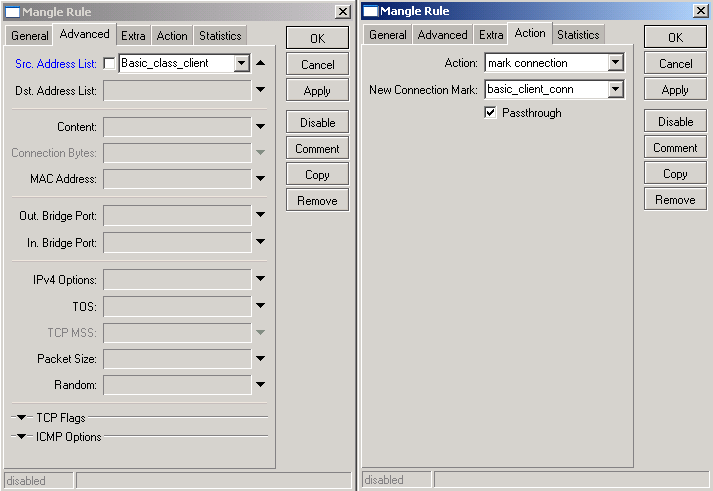 Mangle Rule
General Advanced Extra Action Statistics
Src. Address List: Basic_class_client
Dst. Address List:
Content:
Connection Bytes:
MAC Address:
Out. Bridge Port:
In. Bridge Port:
IPv4 Options:
TOS:
TCP MSS:
Packet Size:
Random:
TCP Flags
ICMP Options
OK
Cancel
Apply
Disable
Comment
Copy
Remove
disabled
Mangle Rule
General Advanced Extra Action Statistics
Action: mark connection
New Connection Mark: basic_client_conn
Passthrough
OK
Cancel
Apply
Disable
Comment
Copy
Remove
disabled